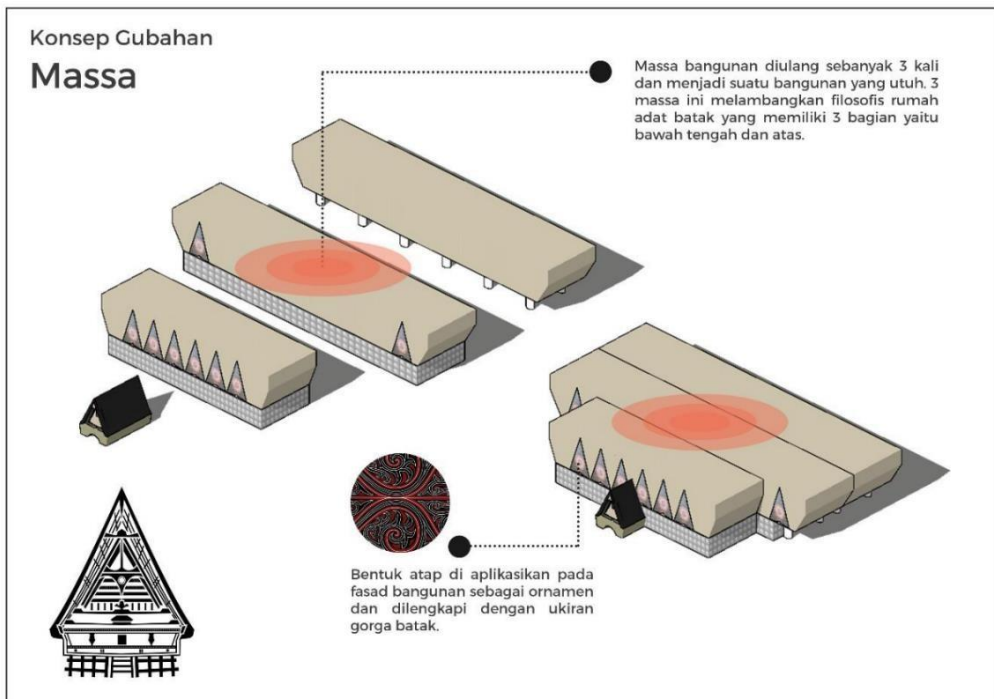 Konsep Gubahan
Massa
Massa bangunan diulang sebanyak 3 kali
dan menjadi suatu bangunan yang utuh. 3
massa ini melambangkan filosofis rumah
adat batak yang memiliki 3 bagian yaitu
bawah tengah dan atas.
Bentuk atap di aplikasikan pada
fasad bangunan sebagai ornamen
dan dilengkapi dengan ukiran
gorga batak.